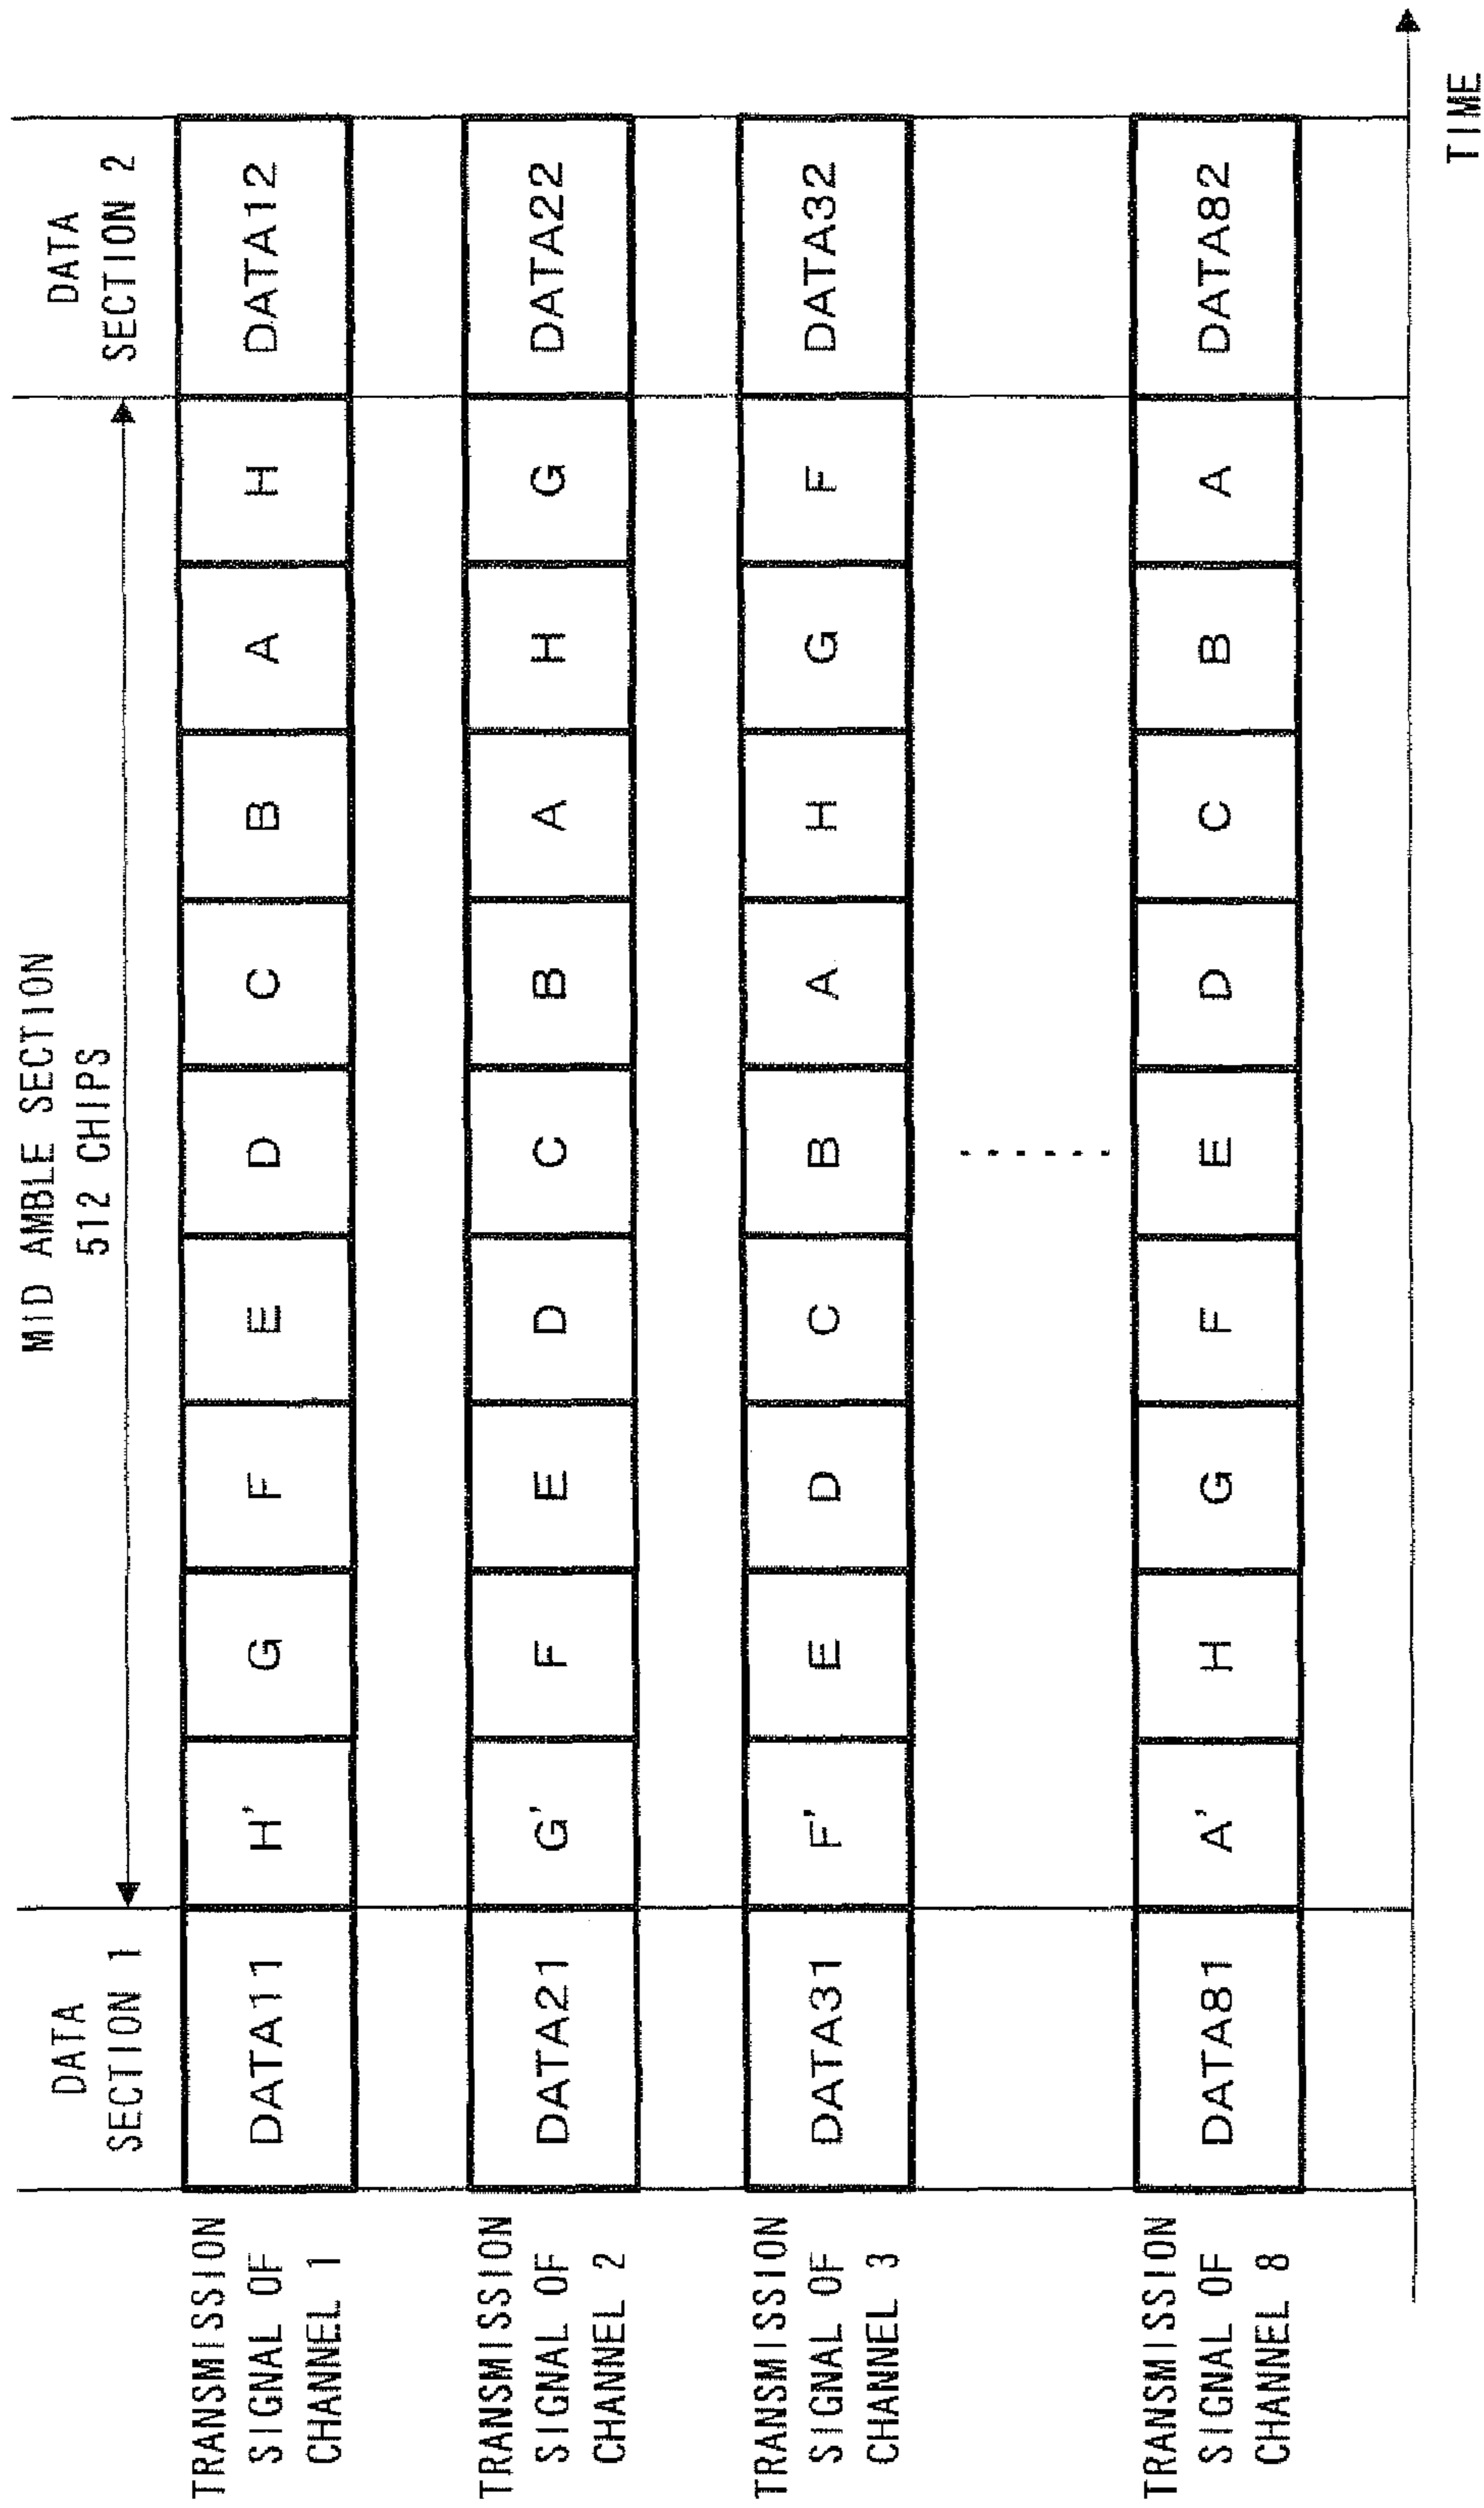 MID AMBLE SECTION
512 CHIPS
DATA
SECTION 1
DATA
SECTION 2
TRANSMISSION
SIGNAL OF
CHANNEL 1
DATA11 H' G F E D C B A H DATA12
TRANSMISSION
SIGNAL OF
CHANNEL 2
DATA21 G' F E D C B A H G DATA22
TRANSMISSION
SIGNAL OF
CHANNEL 3
DATA31 F' E D C B A H G F DATA32
TRANSMISSION
SIGNAL OF
CHANNEL 8
DATA81 A' H G F E D C B A DATA82
TIME